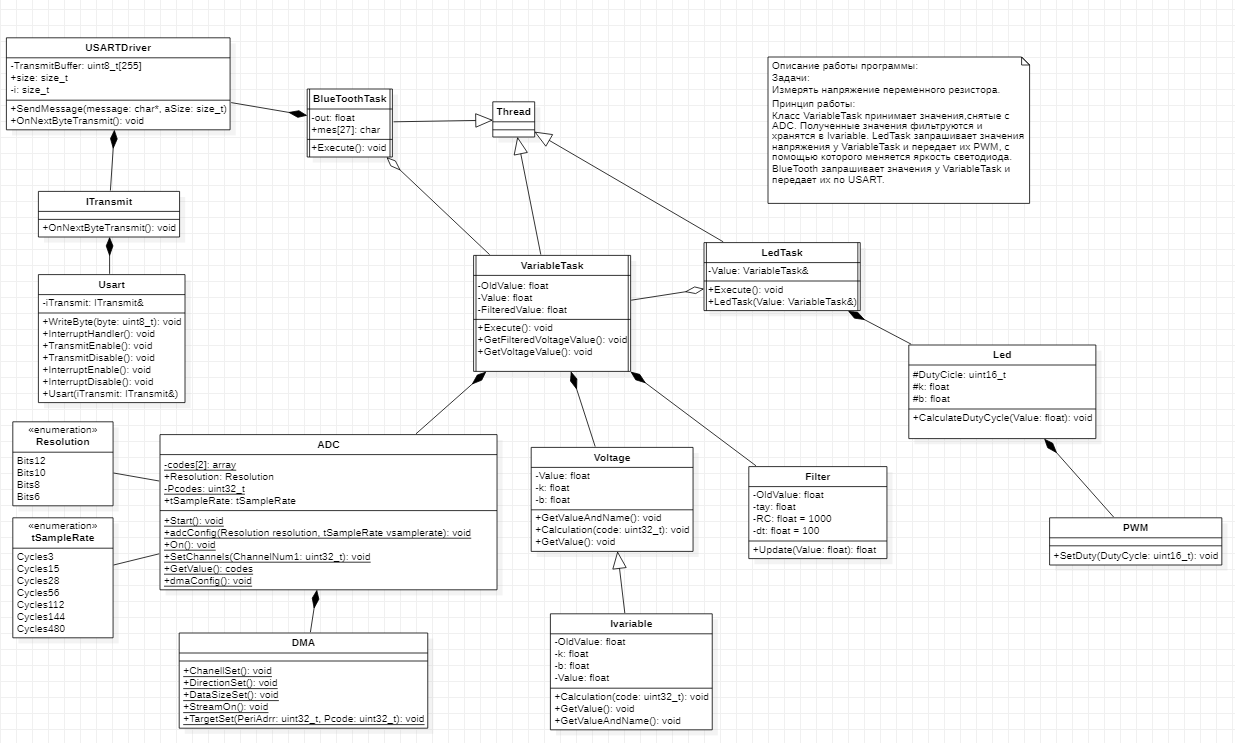 USARTDriver
-TransmitBuffer: uint8_t[255]
+size: size_t
-i: size_t
+SendMessage(message: char*, aSize: size_t)
+OnNextByteTransmit(): void
BlueToothTask
-out: float
+mes[27]: char
+Execute(): void
Thread
Описание работы программы:
Задачи:
Измерять напряжение переменного резистора.
Принцип работы:
Класс VariableTask принимает значения,снятые с
ADC. Полученные значения фильтруются и
хранятся в Ivariable. LedTask запрашивает значения
напряжения у VariableTask и передает их PWM, с
помощью которого меняется яркость светодиода.
BlueTooth запрашивает значения у VariableTask и
передает их по USART.
ITransmit
+OnNextByteTransmit(): void
Usart
-iTransmit: ITransmit&
+WriteByte(byte: uint8_t): void
+InterruptHandler(): void
+TransmitEnable(): void
+TransmitDisable(): void
+InterruptEnable(): void
+InterruptDisable(): void
+Usart(iTransmit: ITransmit&)
VariableTask
-OldValue: float
-Value: float
-FilteredValue: float
+Execute(): void
+GetFilteredVoltageValue(): void
+GetVoltageValue(): void
LedTask
-Value: VariableTask&
+Execute(): void
+LedTask(Value: VariableTask&)
Led
#DutyCicle: uint16_t
#k: float
#b: float
+CalculateDutyCycle(Value: float): void
«enumeration»
Resolution
Bits12
Bits10
Bits8
Bits6
«enumeration»
tSampleRate
Cycles3
Cycles15
Cycles28
Cycles56
Cycles112
Cycles144
Cycles480
ADC
-codes[2]: array
+Resolution: Resolution
-Pcodes: uint32_t
+tSampleRate: tSampleRate
+Start(): void
+adcConfig(Resolution resolution, tSampleRate vsamplerate): void
+On(): void
+SetChannels(ChannelNum1: uint32_t): void
+GetValue(): codes
+dmaConfig(): void
Voltage
-Value: float
-k: float
-b: float
+GetValueAndName(): void
+Calculation(code: uint32_t): void
+GetValue(): void
Filter
-OldValue: float
-tay: float
-RC: float = 1000
-dt: float = 100
+Update(Value: float): float
PWM
+SetDuty(DutyCycle: uint16_t): void
DMA
+ChanellSet(): void
+DirectionSet(): void
+DataSizeSet(): void
+StreamOn(): void
+TargetSet(PeriAdrr: uint32_t, Pcode: uint32_t): void
Ivariable
-OldValue: float
-k: float
-b: float
-Value: float
+Calculation(code: uint32_t): void
+GetValue(): void
+GetValueAndName(): void